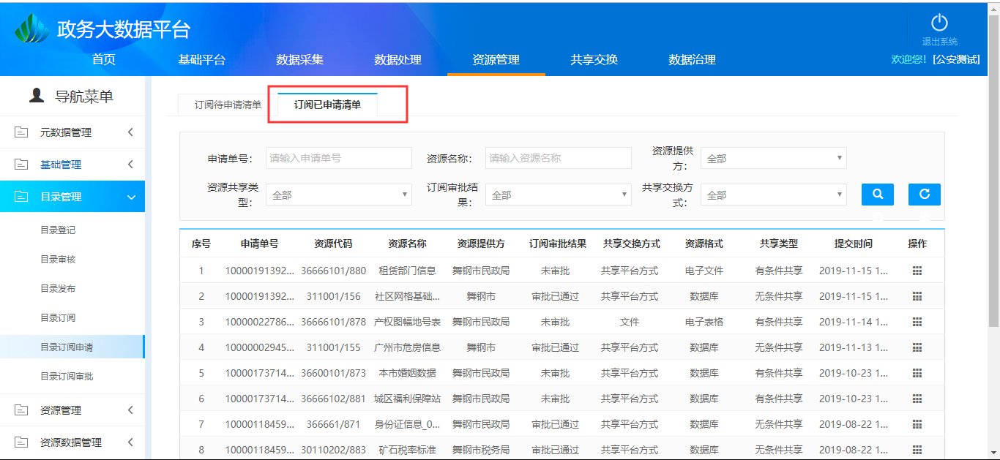 政务大数据平台
退出系统
首页 基础平台 数据采集 数据处理 资源管理 共享交换 数据治理 欢迎您! [公安测试]
导航菜单
元数据管理
基础管理
目录管理
目录登记
目录审核
目录发布
目录订阅
目录订阅申请
目录订阅审批
资源管理
资源数据管理
订阅待申请清单 订阅已申请清单
申请单号: 请输入申请单号 资源名称: 请输入资源名称 资源提供方: 全部
资源共享类型: 全部 订阅审批结果: 全部 共享交换方式: 全部
序号 申请单号 资源代码 资源名称 资源提供方 订阅审批结果 共享交换方式 资源格式 共享类型 提交时间 操作
1 10000191392... 36666101/880 租赁部门信息 舞钢市民政局 未审批 共享平台方式 电子文件 有条件共享 2019-11-15 1...
2 10000191392... 311001/156 社区网格基础... 舞钢市 审批已通过 共享平台方式 数据库 无条件共享 2019-11-15 1...
3 10000022786... 36666101/878 产权图幅地号表 舞钢市民政局 未审批 文件 电子表格 有条件共享 2019-11-14 1...
4 10000002945... 311001/155 广州市危房信息 舞钢市 审批已通过 共享平台方式 数据库 无条件共享 2019-11-13 1...
5 10000173714... 36600101/873 本市婚姻数据 舞钢市民政局 未审批 共享平台方式 数据库 有条件共享 2019-10-23 1...
6 10000173714... 36666102/881 城区福利保障站 舞钢市民政局 未审批 共享平台方式 数据库 有条件共享 2019-10-23 1...
7 10000118459... 366661/871 身份证信息_0... 舞钢市民政局 审批已通过 共享平台方式 数据库 无条件共享 2019-08-22 1...
8 10000118459... 30110202/883 矿石税率标准 舞钢市税务局 审批已通过 共享平台方式 数据库 无条件共享 2019-08-22 1...